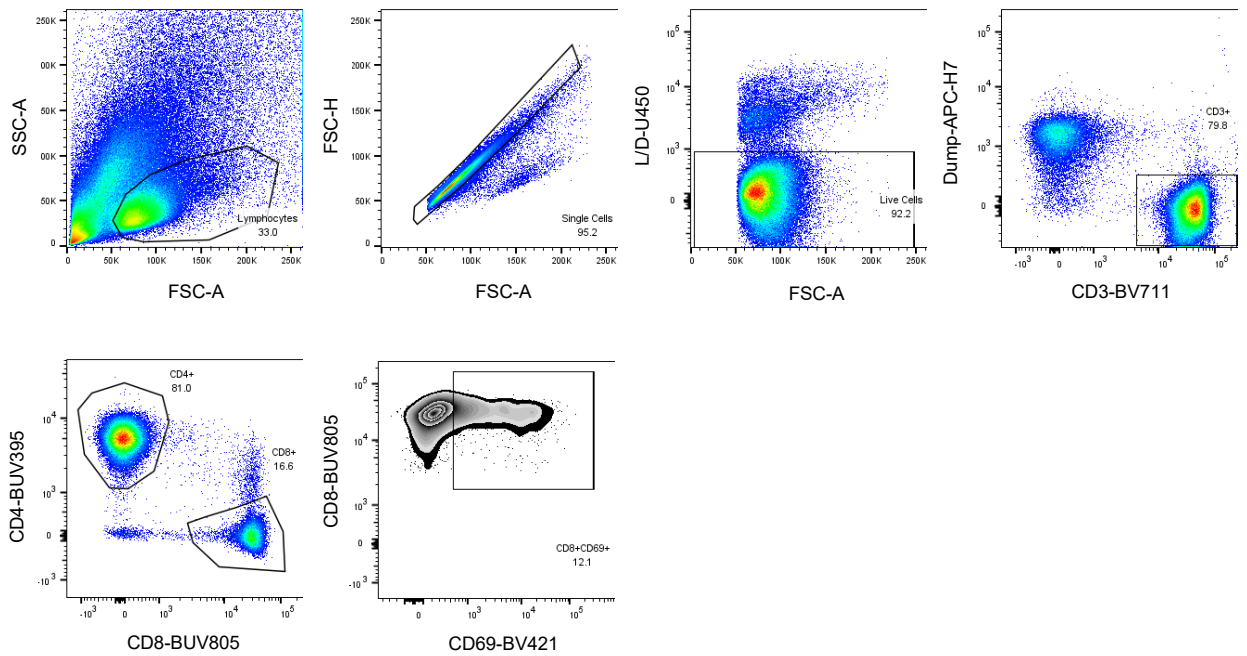 250K
200K
50K
00K
50K
0
0
50K
100K
150K
200K
250K
SSC-A
FSC-A
Lymphocytes
33.0
250K
200K
150K
100K
50K
0
0
50K
100K
150K
200K
250K
FSC-H
FSC-A
Single Cells
95.2
10^5
10^4
10^3
0
0
50K
100K
150K
200K
250K
L/D-U450
FSC-A
Live Cells
92.2
10^5
10^4
10^3
0
-10^3
0
10^3
10^4
10^5
Dump-APC-H7
CD3-BV711
CD3+
79.8
10^4
10^3
0
-10^3
-10^3
0
10^3
10^4
10^5
CD4-BUV395
CD8-BUV805
CD4+
81.0
CD8+
16.6
10^5
10^4
10^3
0
-10^3
0
10^3
10^4
10^5
CD8-BUV805
CD69-BV421
CD8+CD69+
12.1